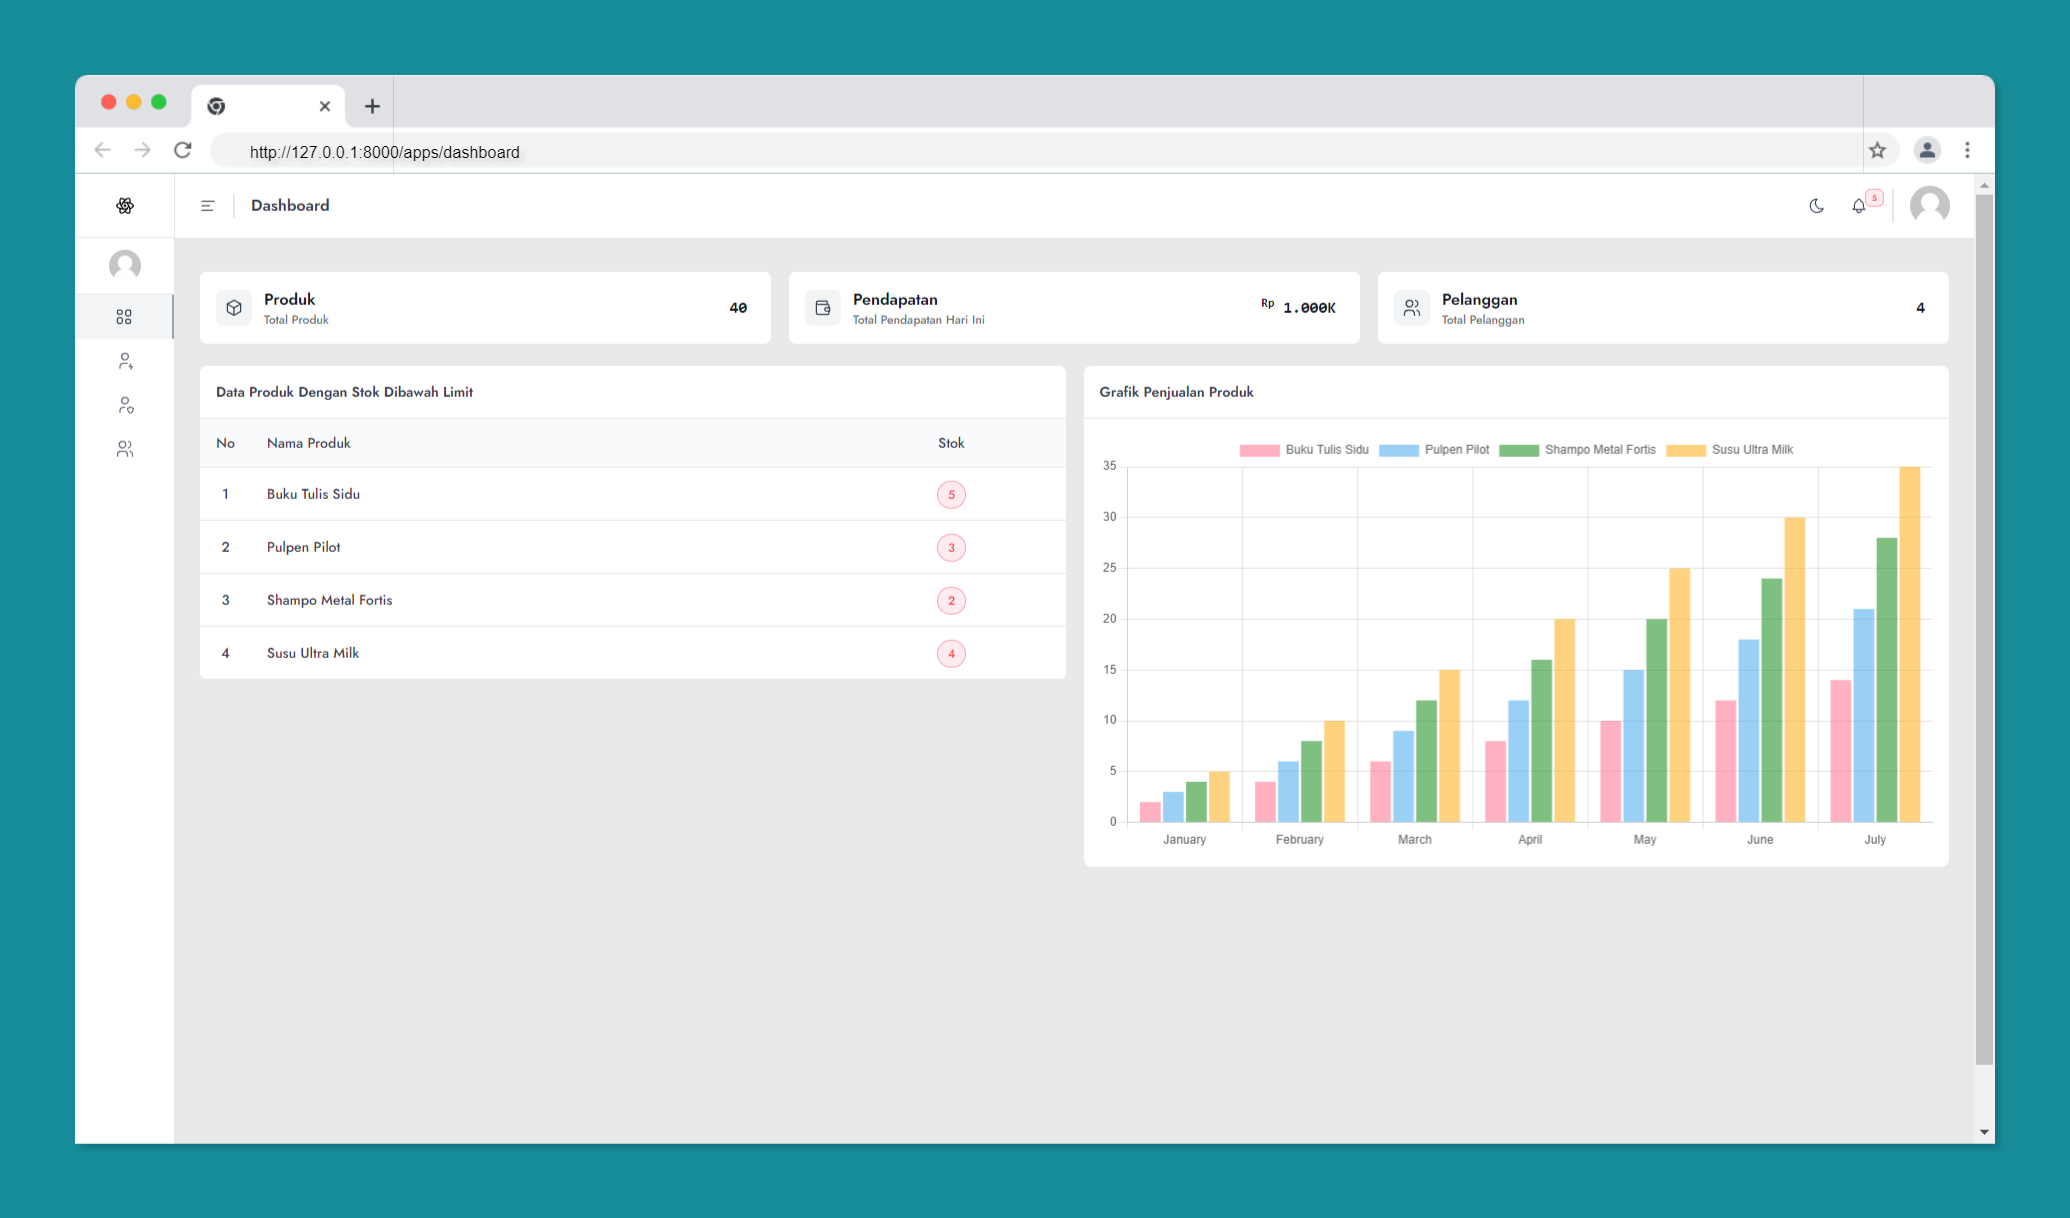 http://127.0.0.1:8000/apps/dashboard
Dashboard
5
Produk
Total Produk
40
Pendapatan
Total Pendapatan Hari Ini
Rp 1.000K
Pelanggan
Total Pelanggan
4
Data Produk Dengan Stok Dibawah Limit
No Nama Produk Stok
1 Buku Tulis Sidu 5
2 Pulpen Pilot 3
3 Shampo Metal Fortis 2
4 Susu Ultra Milk 4
Grafik Penjualan Produk
Buku Tulis Sidu Pulpen Pilot Shampo Metal Fortis Susu Ultra Milk
35
30
25
20
15
10
5
0
January February March April May June July